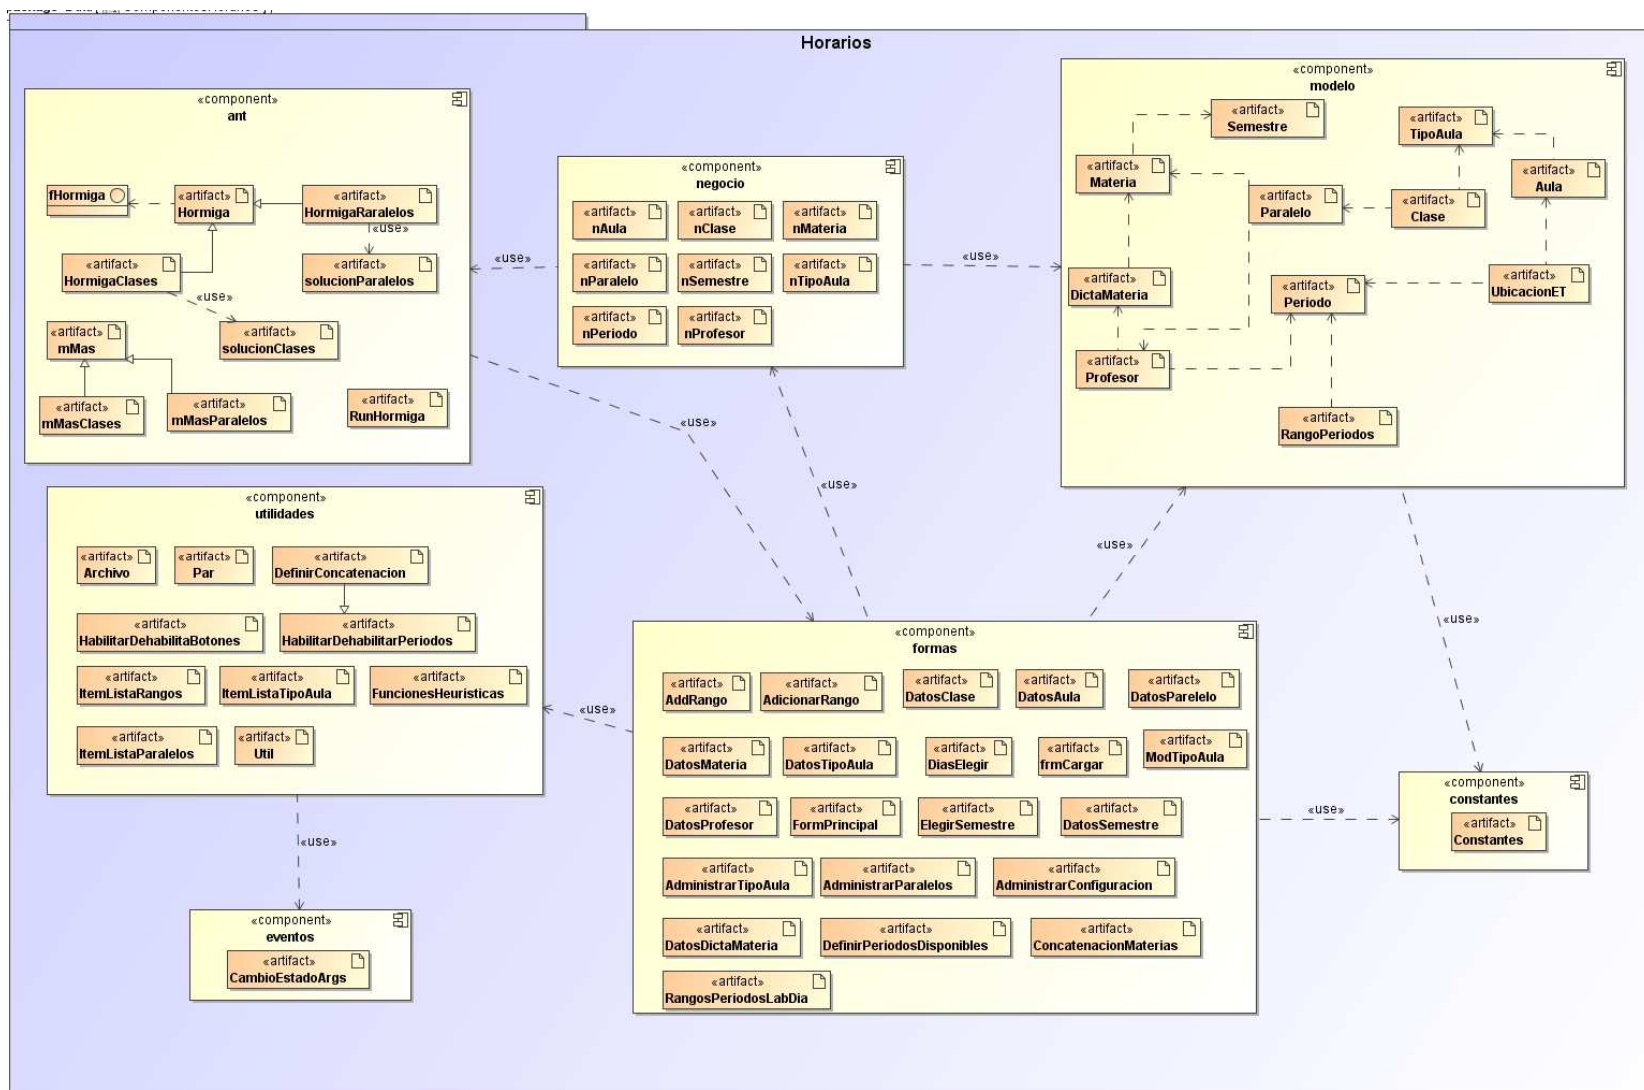 Horarios
«component»
ant
fHormiga
«artifact»
Hormiga
«artifact»
HormigaRaralelos
«use»
«artifact»
HormigaClases
«artifact»
solucionParalelos
«use»
«artifact»
mMas
«artifact»
solucionClases
«artifact»
mMasClases
«artifact»
mMasParalelos
«artifact»
RunHormiga
«use»
«component»
negocio
«artifact»
nAula
«artifact»
nClase
«artifact»
nMateria
«artifact»
nParalelo
«artifact»
nSemestre
«artifact»
nTipoAula
«artifact»
nPeriodo
«artifact»
nProfesor
«use»
«component»
modelo
«artifact»
Semestre
«artifact»
TipoAula
«artifact»
Materia
«artifact»
Paralelo
«artifact»
Clase
«artifact»
Aula
«artifact»
DictaMateria
«artifact»
Periodo
«artifact»
UbicacionET
«artifact»
Profesor
«artifact»
RangoPeriodos
«use»
«use»
«use»
«use»
«component»
utilidades
«artifact»
Archivo
«artifact»
Par
«artifact»
DefinirConcatenacion
«artifact»
HabilitarDehabilitaBotones
«artifact»
HabilitarDehabilitarPeriodos
«artifact»
ItemListaRangos
«artifact»
ItemListaTipoAula
«artifact»
FuncionesHeuristicas
«artifact»
ItemListaParalelos
«artifact»
Util
«use»
«use»
«component»
eventos
«artifact»
CambioEstadoArgs
«component»
formas
«artifact»
AddRango
«artifact»
AdicionarRango
«artifact»
DatosClase
«artifact»
DatosAula
«artifact»
DatosParelelo
«artifact»
DatosMateria
«artifact»
DatosTipoAula
«artifact»
DiasElegir
«artifact»
frmCargar
«artifact»
ModTipoAula
«artifact»
DatosProfesor
«artifact»
FormPrincipal
«artifact»
ElegirSemestre
«artifact»
DatosSemestre
«artifact»
AdministrarTipoAula
«artifact»
AdministrarParalelos
«artifact»
AdministrarConfiguracion
«artifact»
DatosDictaMateria
«artifact»
DefinirPeriodosDisponibles
«artifact»
ConcatenacionMaterias
«artifact»
RangosPeriodosLabDia
«use»
«component»
constantes
«artifact»
Constantes